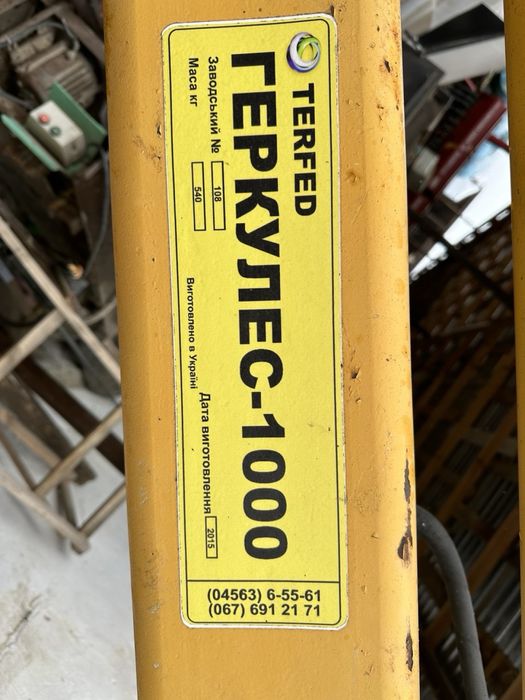 TERFED
ГЕРКУЛЕС-1000
Заводський № 108
Маса кг 540
Виготовлено в Україні Дата виготовлення 2015
(04563) 6-55-61
(067) 691 21 71